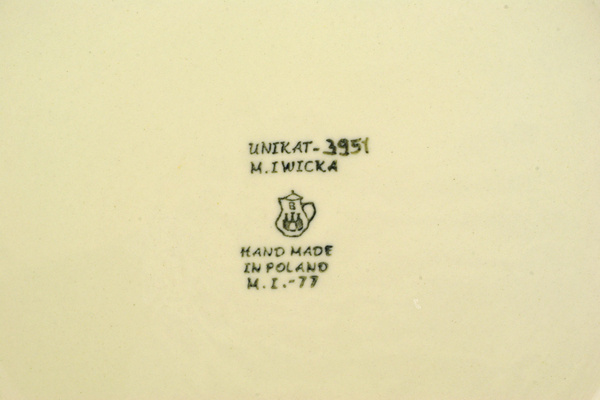 UNIKAT-3951
M.IWICKA
B
HAND MADE
IN POLAND
M.I.-77